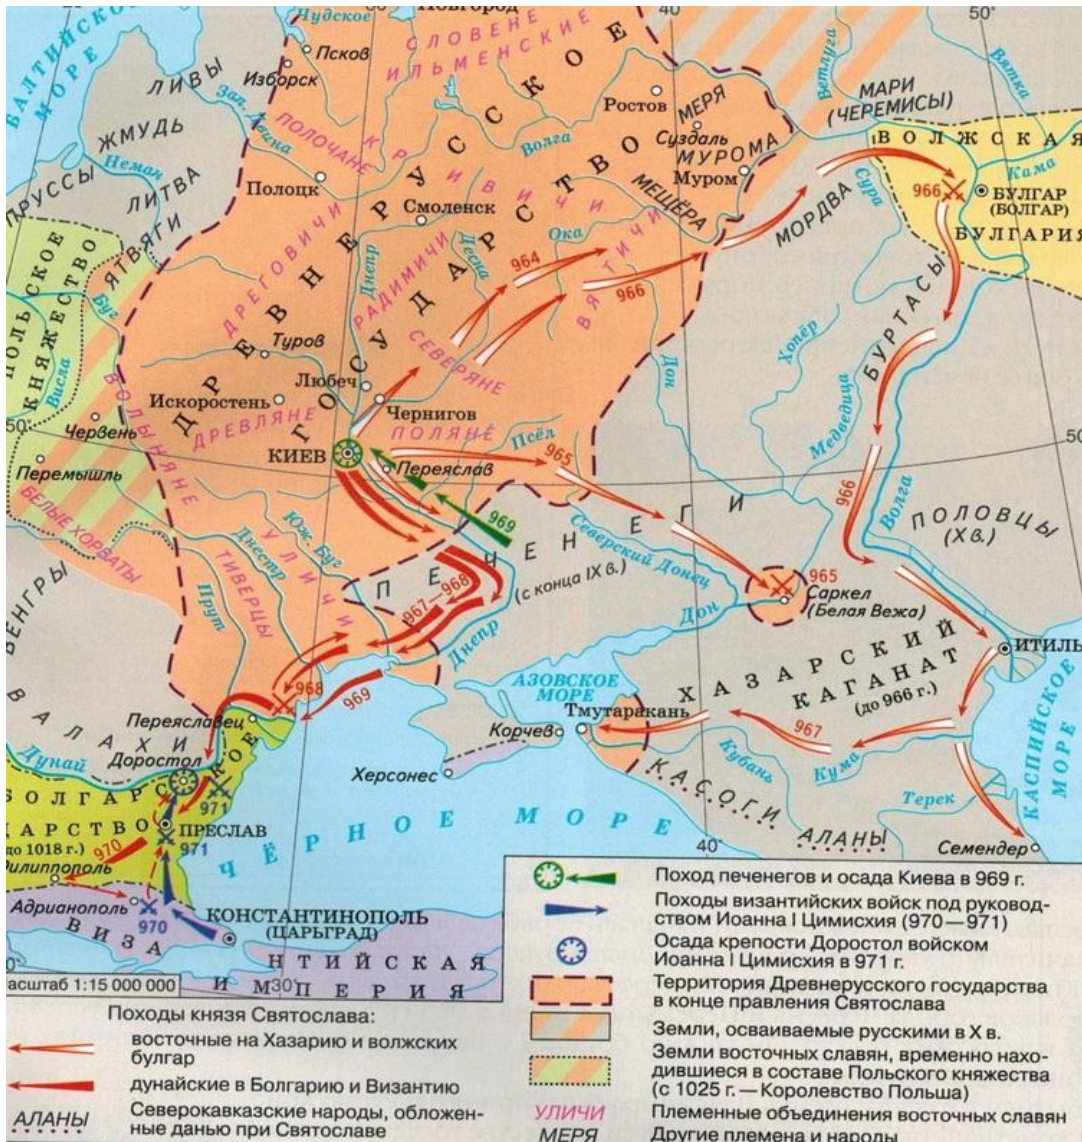 Новгород
Чудское
30°
40°
50°
БАЛТИЙСКОЕ
МОРЕ
ЛИВЫ
Псков
Изборск
СЛОВЕНЕ
ИЛЬМЕНСКИЕ
Ветлуга
Вятка
МАРИ
(ЧЕРЕМИСЫ)
Ростов
МЕРЯ
Суздаль
Волга
МУРОМА
Муром
МЕЩЁРА
МОРДВА
Сура
ВОЛЖСКАЯ
Кама
966
БУЛГАР
(БОЛГАР)
БУЛГАРИЯ
ЖМУДЬ
Зап. Двина
Неман
ЛИТВА
ПРУССЫ
ЯТВЯГИ
ПОЛОЧАНЕ
КРИВИЧИ
Полоцк
Смоленск
ДРЕВНЕРУССКОЕ
ГОСУДАРСТВО
ДРЕГОВИЧИ
РАДИМИЧИ
Днепр
Десна
Ока
ВЯТИЧИ
964
966
ПОЛЬСКОЕ
КНЯЖЕСТВО
Буг
Висла
Туров
СЕВЕРЯНЕ
Дон
Хопёр
Медведица
БУРТАСЫ
Любеч
Искоростень
Чернигов
ВОЛЫНЯНЕ
ДРЕВЛЯНЕ
ПОЛЯНЕ
Псёл
965
50°
Червень
Перемышль
КИЕВ
Переяслав
50
966
Волга
БЕЛЫЕ ХОРВАТЫ
969
ПЕЧЕНЕГИ
(с конца IX в.)
Северский Донец
ПОЛОВЦЫ
(X в.)
УЛИЧИ
Юж. Буг
Днестр
ТИВЕРЦЫ
Прут
967—968
Днепр
965
Саркел
(Белая Вежа)
Дон
ВЕНГРЫ
ВАЛАХИ
ИТИЛЬ
ХАЗАРСКИЙ
КАГАНАТ
(до 966 г.)
АЗОВСКОЕ
МОРЕ
968
969
Переяславец
Тмутаракань
Корчев
967
Кубань
Кума
КАСПИЙСКОЕ
МОРЕ
Дунай
Доростол
Херсонес
КАСОГИ
АЛАНЫ
Терек
Семендер
БОЛГАРСКОЕ
ЦАРСТВО
(до 1018 г.)
971
ПРЕСЛАВ
971
970
Филиппополь
ЧЁРНОЕ МОРЕ
40°
Адрианополь
970
КОНСТАНТИНОПОЛЬ
(ЦАРЬГРАД)
ВИЗАНТИЙСКАЯ
ИМПЕРИЯ
30°
Масштаб 1:15 000 000
Походы князя Святослава:
восточные на Хазарию и волжских
булгар
дунайские в Болгарию и Византию
АЛАНЫ
Северокавказские народы, обложен-
ные данью при Святославе
Поход печенегов и осада Киева в 969 г.
Походы византийских войск под руковод-
ством Иоанна I Цимисхия (970—971)
Осада крепости Доростол войском
Иоанна I Цимисхия в 971 г.
Территория Древнерусского государства
в конце правления Святослава
Земли, осваиваемые русскими в X в.
Земли восточных славян, временно нахо-
дившиеся в составе Польского княжества
(с 1025 г. — Королевство Польша)
УЛИЧИ
Племенные объединения восточных славян
МЕРЯ
Другие племена и народы